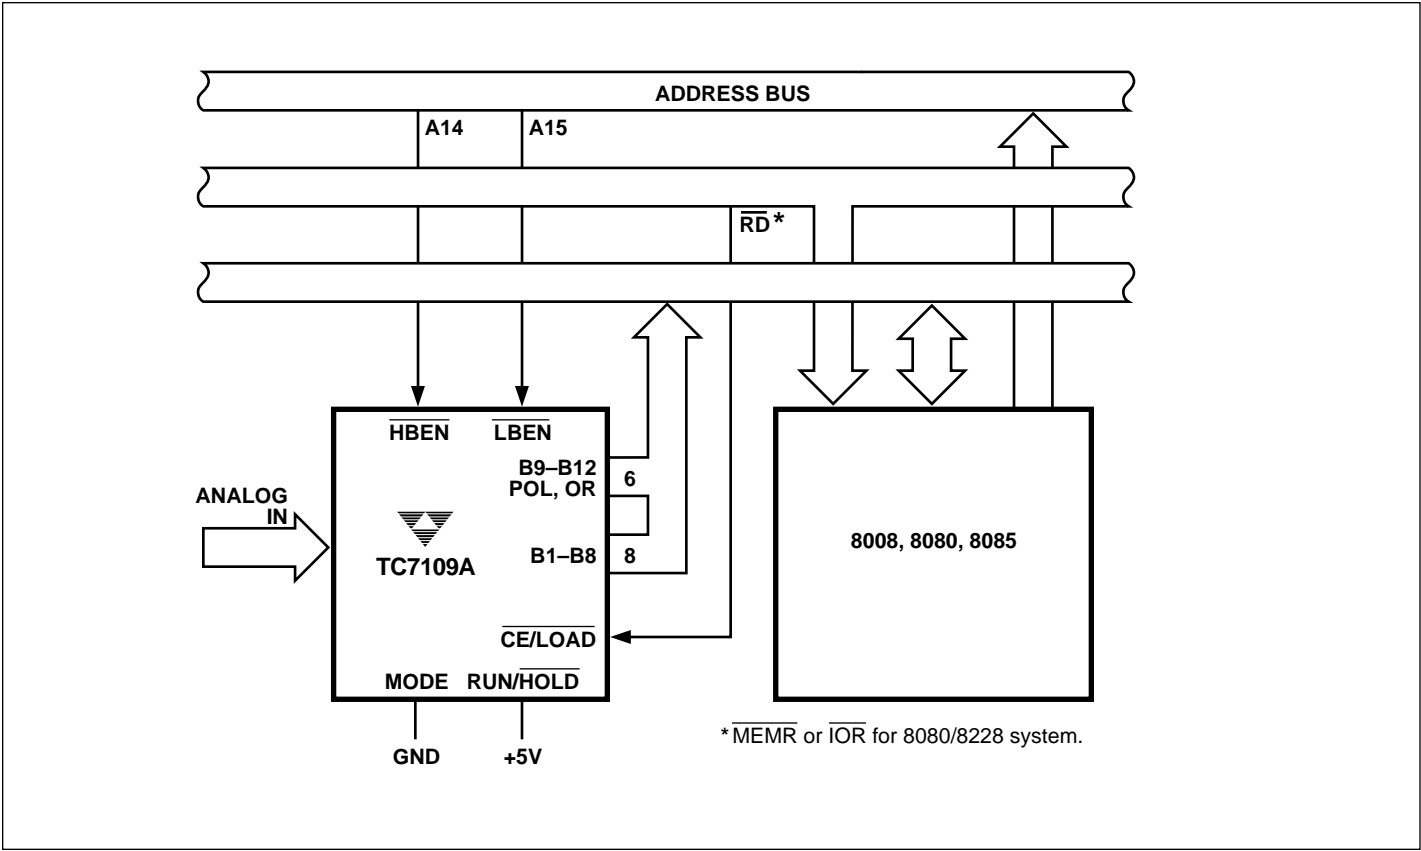 ADDRESS BUS
A14 A15
RD*
HBEN LBEN
B9–B12
POL, OR 6
ANALOG
IN
B1–B8 8
TC7109A
8008, 8080, 8085
CE/LOAD
MODE RUN/HOLD
GND +5V
*MEMR or IOR for 8080/8228 system.